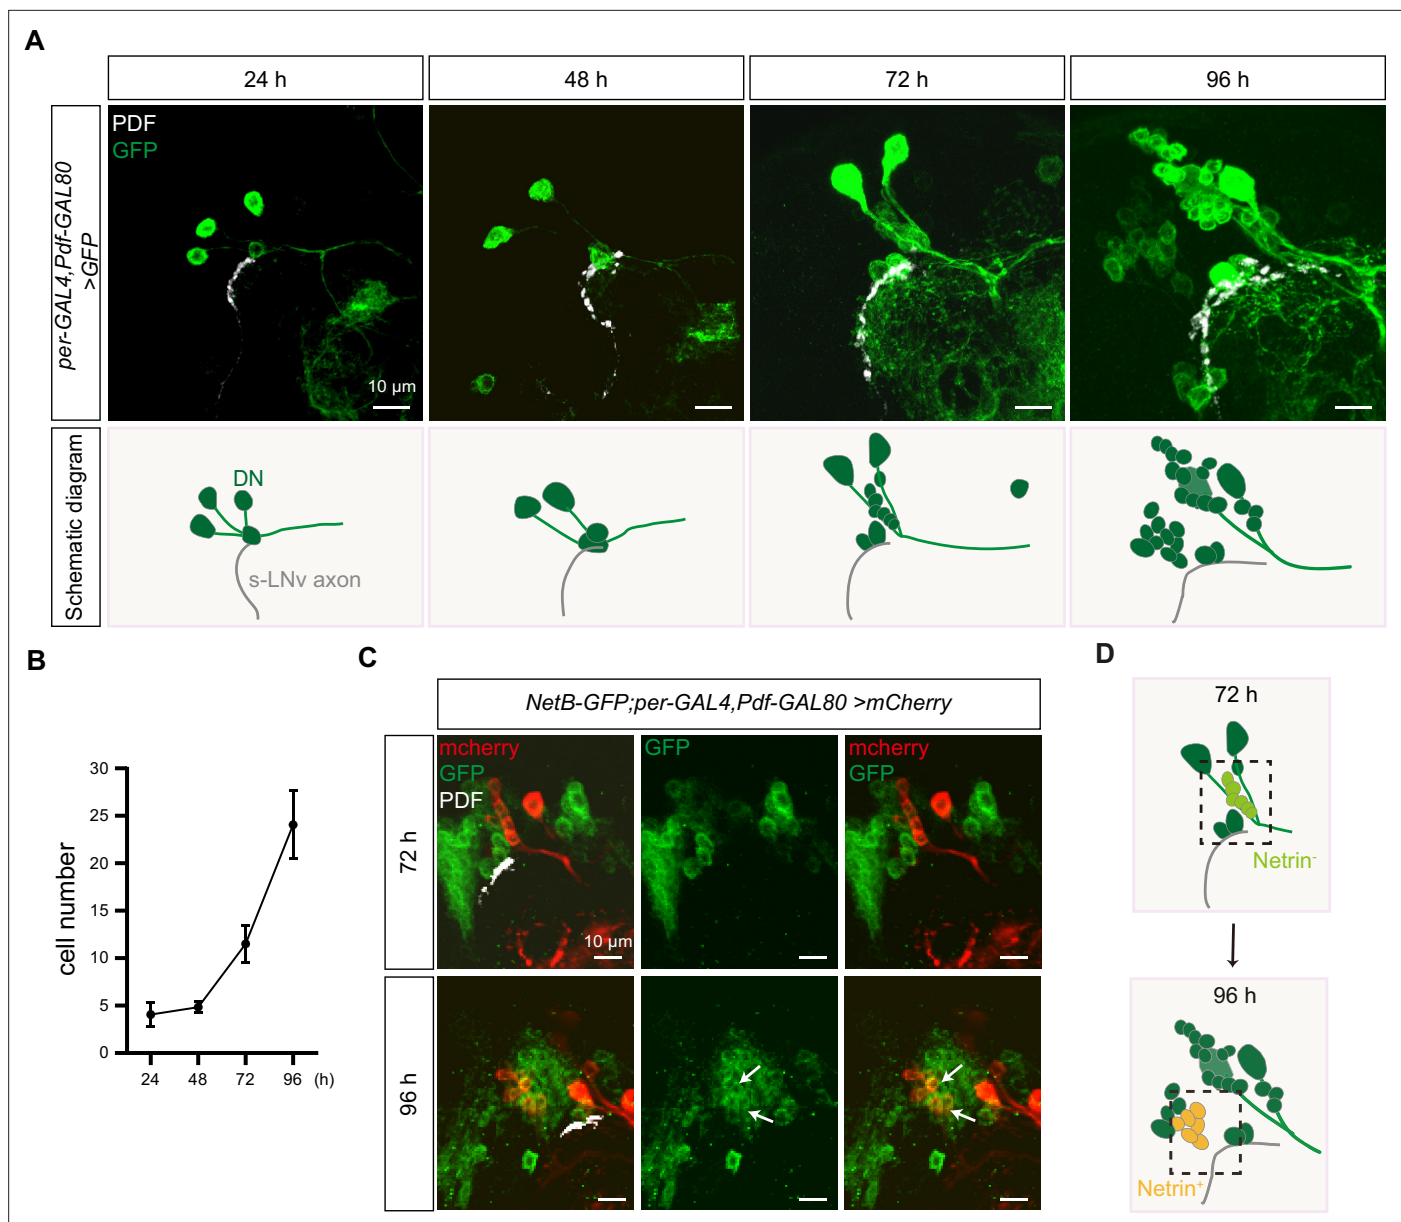 A
24 h
48 h
72 h
96 h
per-GAL4,Pdf-GAL80
>GFP
PDF
GFP
10 µm
Schematic diagram
DN
s-LNv axon
B
cell number
30
25
20
15
10
5
0
24
48
72
96
(h)
C
NetB-GFP;per-GAL4,Pdf-GAL80 >mCherry
72 h
mcherry
GFP
PDF
10 µm
GFP
mcherry
GFP
96 h
D
72 h
Netrin⁻
96 h
Netrin⁺